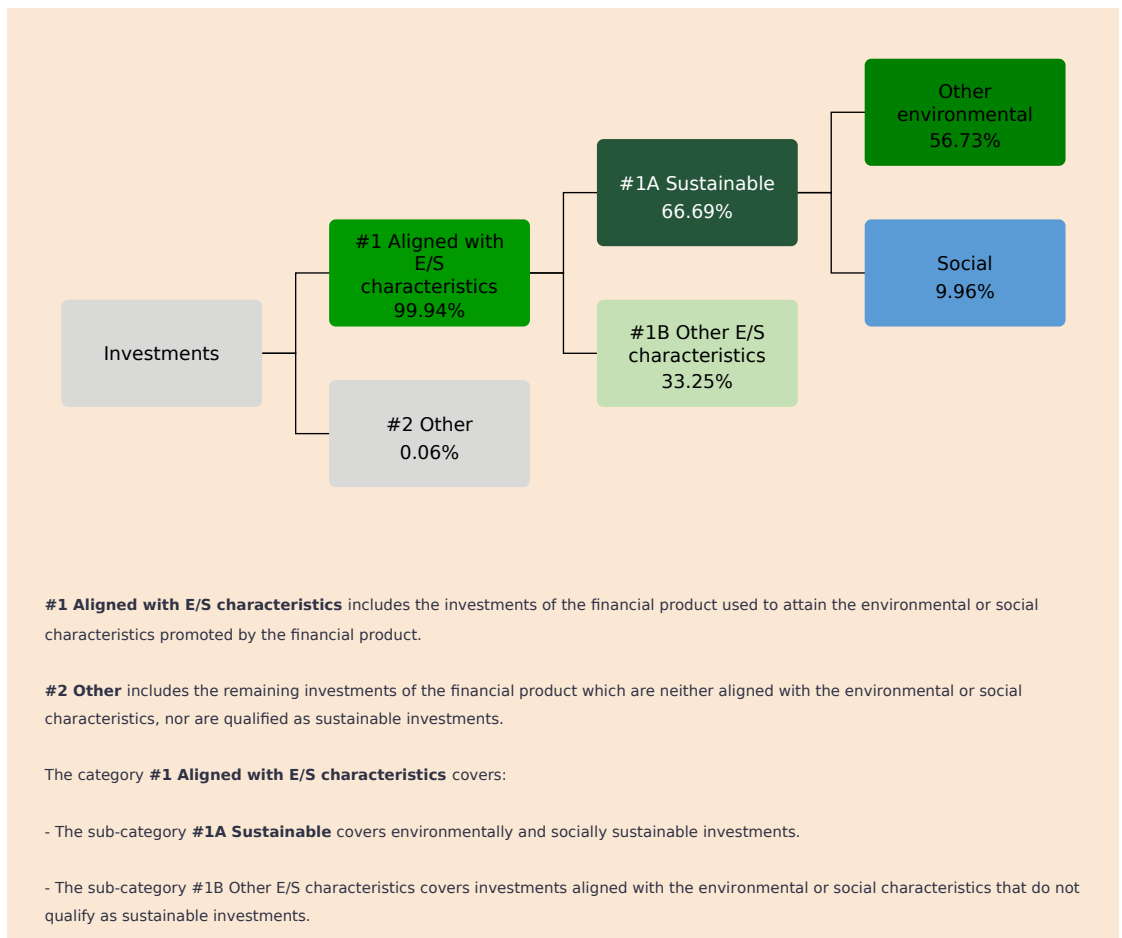 Other
environmental
56.73%
#1A Sustainable
66.69%
#1 Aligned with
E/S
characteristics
99.94%
Social
9.96%
Investments
#1B Other E/S
characteristics
33.25%
#2 Other
0.06%
#1 Aligned with E/S characteristics includes the investments of the financial product used to attain the environmental or social
characteristics promoted by the financial product.
#2 Other includes the remaining investments of the financial product which are neither aligned with the environmental or social
characteristics, nor are qualified as sustainable investments.
The category #1 Aligned with E/S characteristics covers:
- The sub-category #1A Sustainable covers environmentally and socially sustainable investments.
- The sub-category #1B Other E/S characteristics covers investments aligned with the environmental or social characteristics that do not
qualify as sustainable investments.